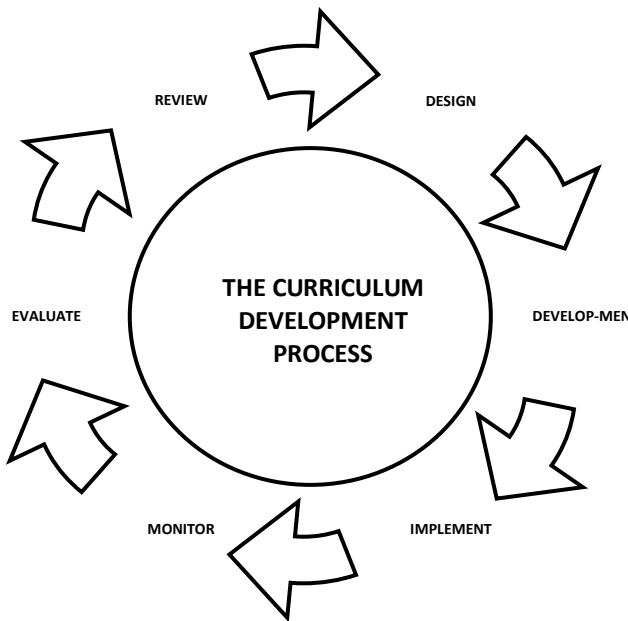 REVIEW
DESIGN
THE CURRICULUM
DEVELOPMENT
PROCESS
EVALUATE
DEVELOP-MEN
MONITOR
IMPLEMENT